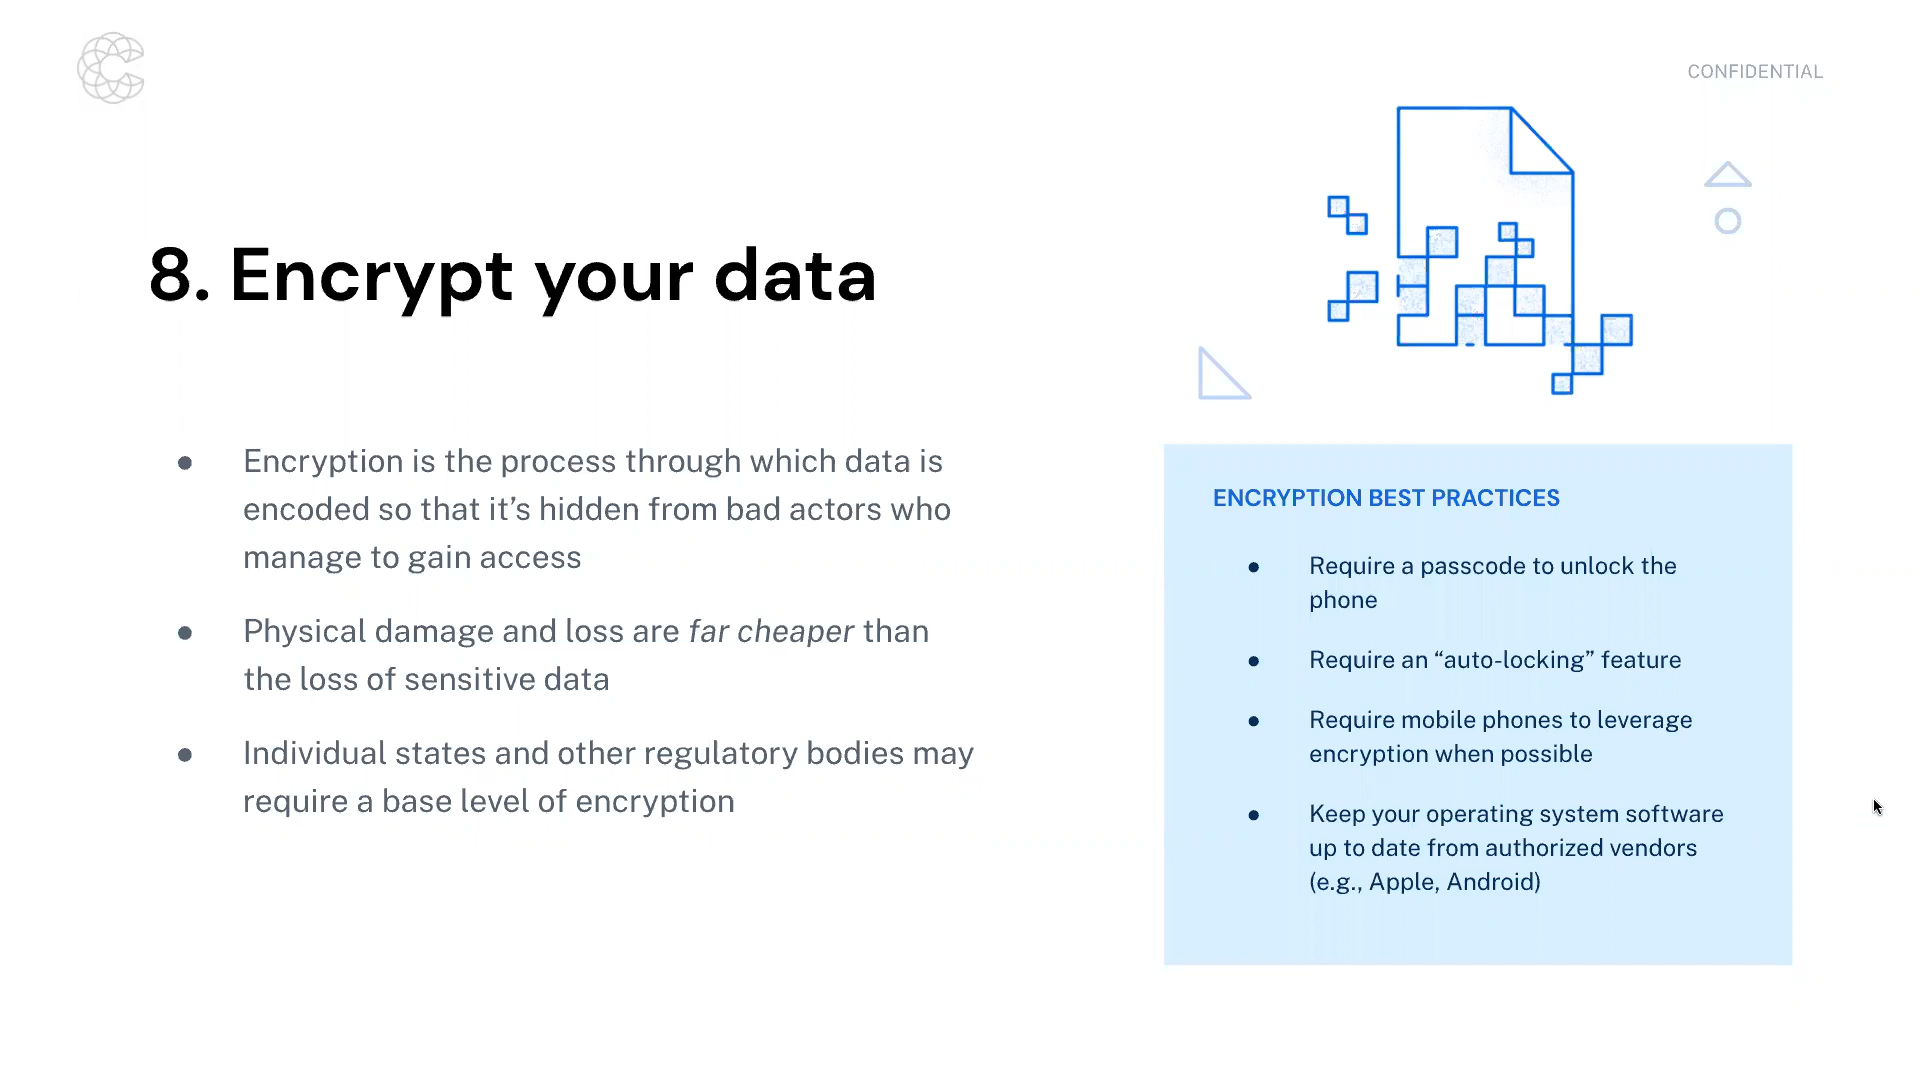 CONFIDENTIAL
8. Encrypt your data
● Encryption is the process through which data is
encoded so that it’s hidden from bad actors who
manage to gain access
● Physical damage and loss are far cheaper than
the loss of sensitive data
● Individual states and other regulatory bodies may
require a base level of encryption
ENCRYPTION BEST PRACTICES
● Require a passcode to unlock the
phone
● Require an “auto-locking” feature
● Require mobile phones to leverage
encryption when possible
● Keep your operating system software
up to date from authorized vendors
(e.g., Apple, Android)